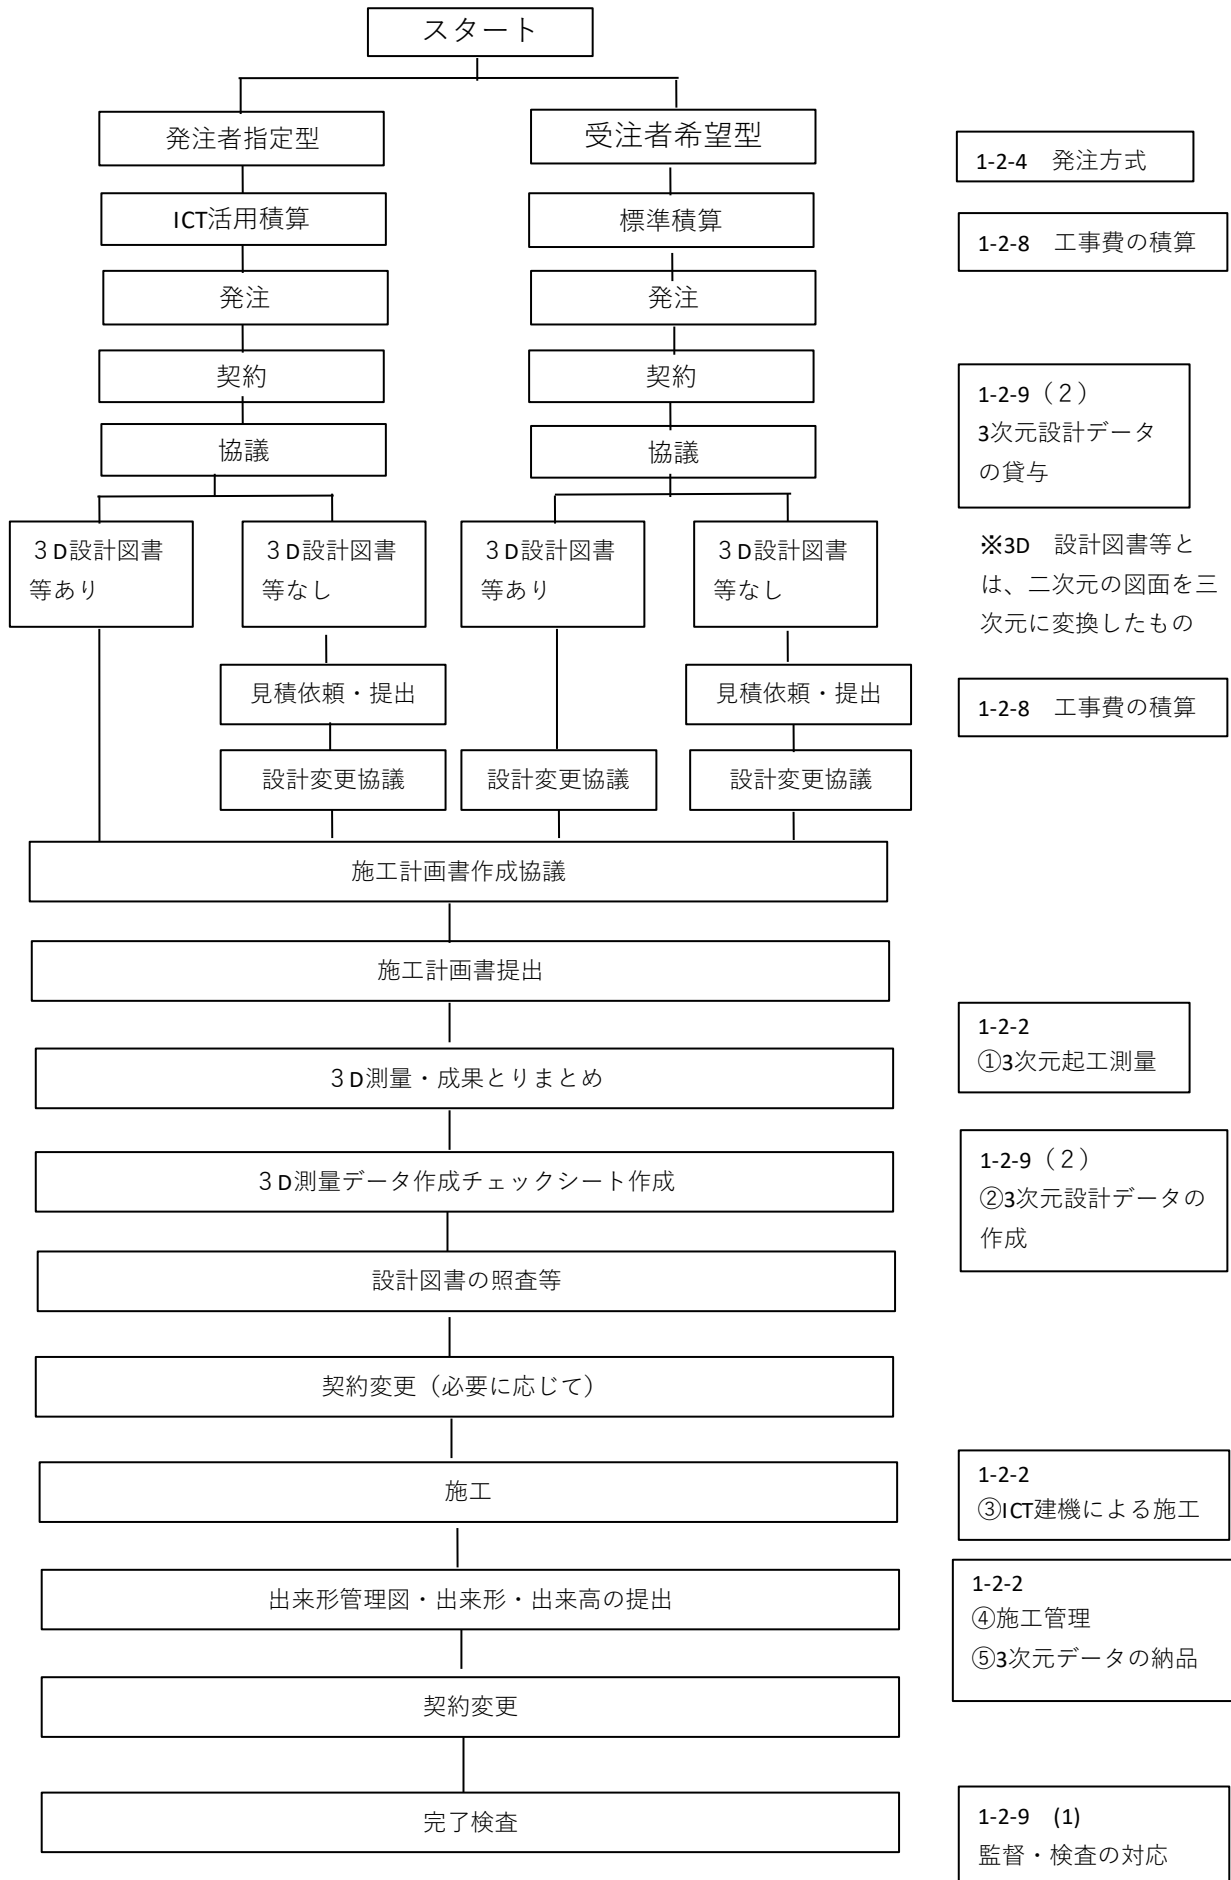 スタート
発注者指定型
受注者希望型
1-2-4　発注方式
ICT活用積算
標準積算
1-2-8　工事費の積算
発注
発注
契約
契約
1-2-9（２）
3次元設計データ
の貸与
協議
協議
３D設計図書
等あり
３D設計図書
等なし
３D設計図書
等あり
３D設計図書
等なし
※3D　設計図書等と
は、二次元の図面を三
次元に変換したもの
見積依頼・提出
見積依頼・提出
1-2-8　工事費の積算
設計変更協議
設計変更協議
設計変更協議
施工計画書作成協議
施工計画書提出
３D測量・成果とりまとめ
1-2-2
①3次元起工測量
３D測量データ作成チェックシート作成
1-2-9（２）
②3次元設計データの
作成
設計図書の照査等
契約変更（必要に応じて）
施工
1-2-2
③ICT建機による施工
出来形管理図・出来形・出来高の提出
1-2-2
④施工管理
⑤3次元データの納品
契約変更
完了検査
1-2-9　(1)
監督・検査の対応